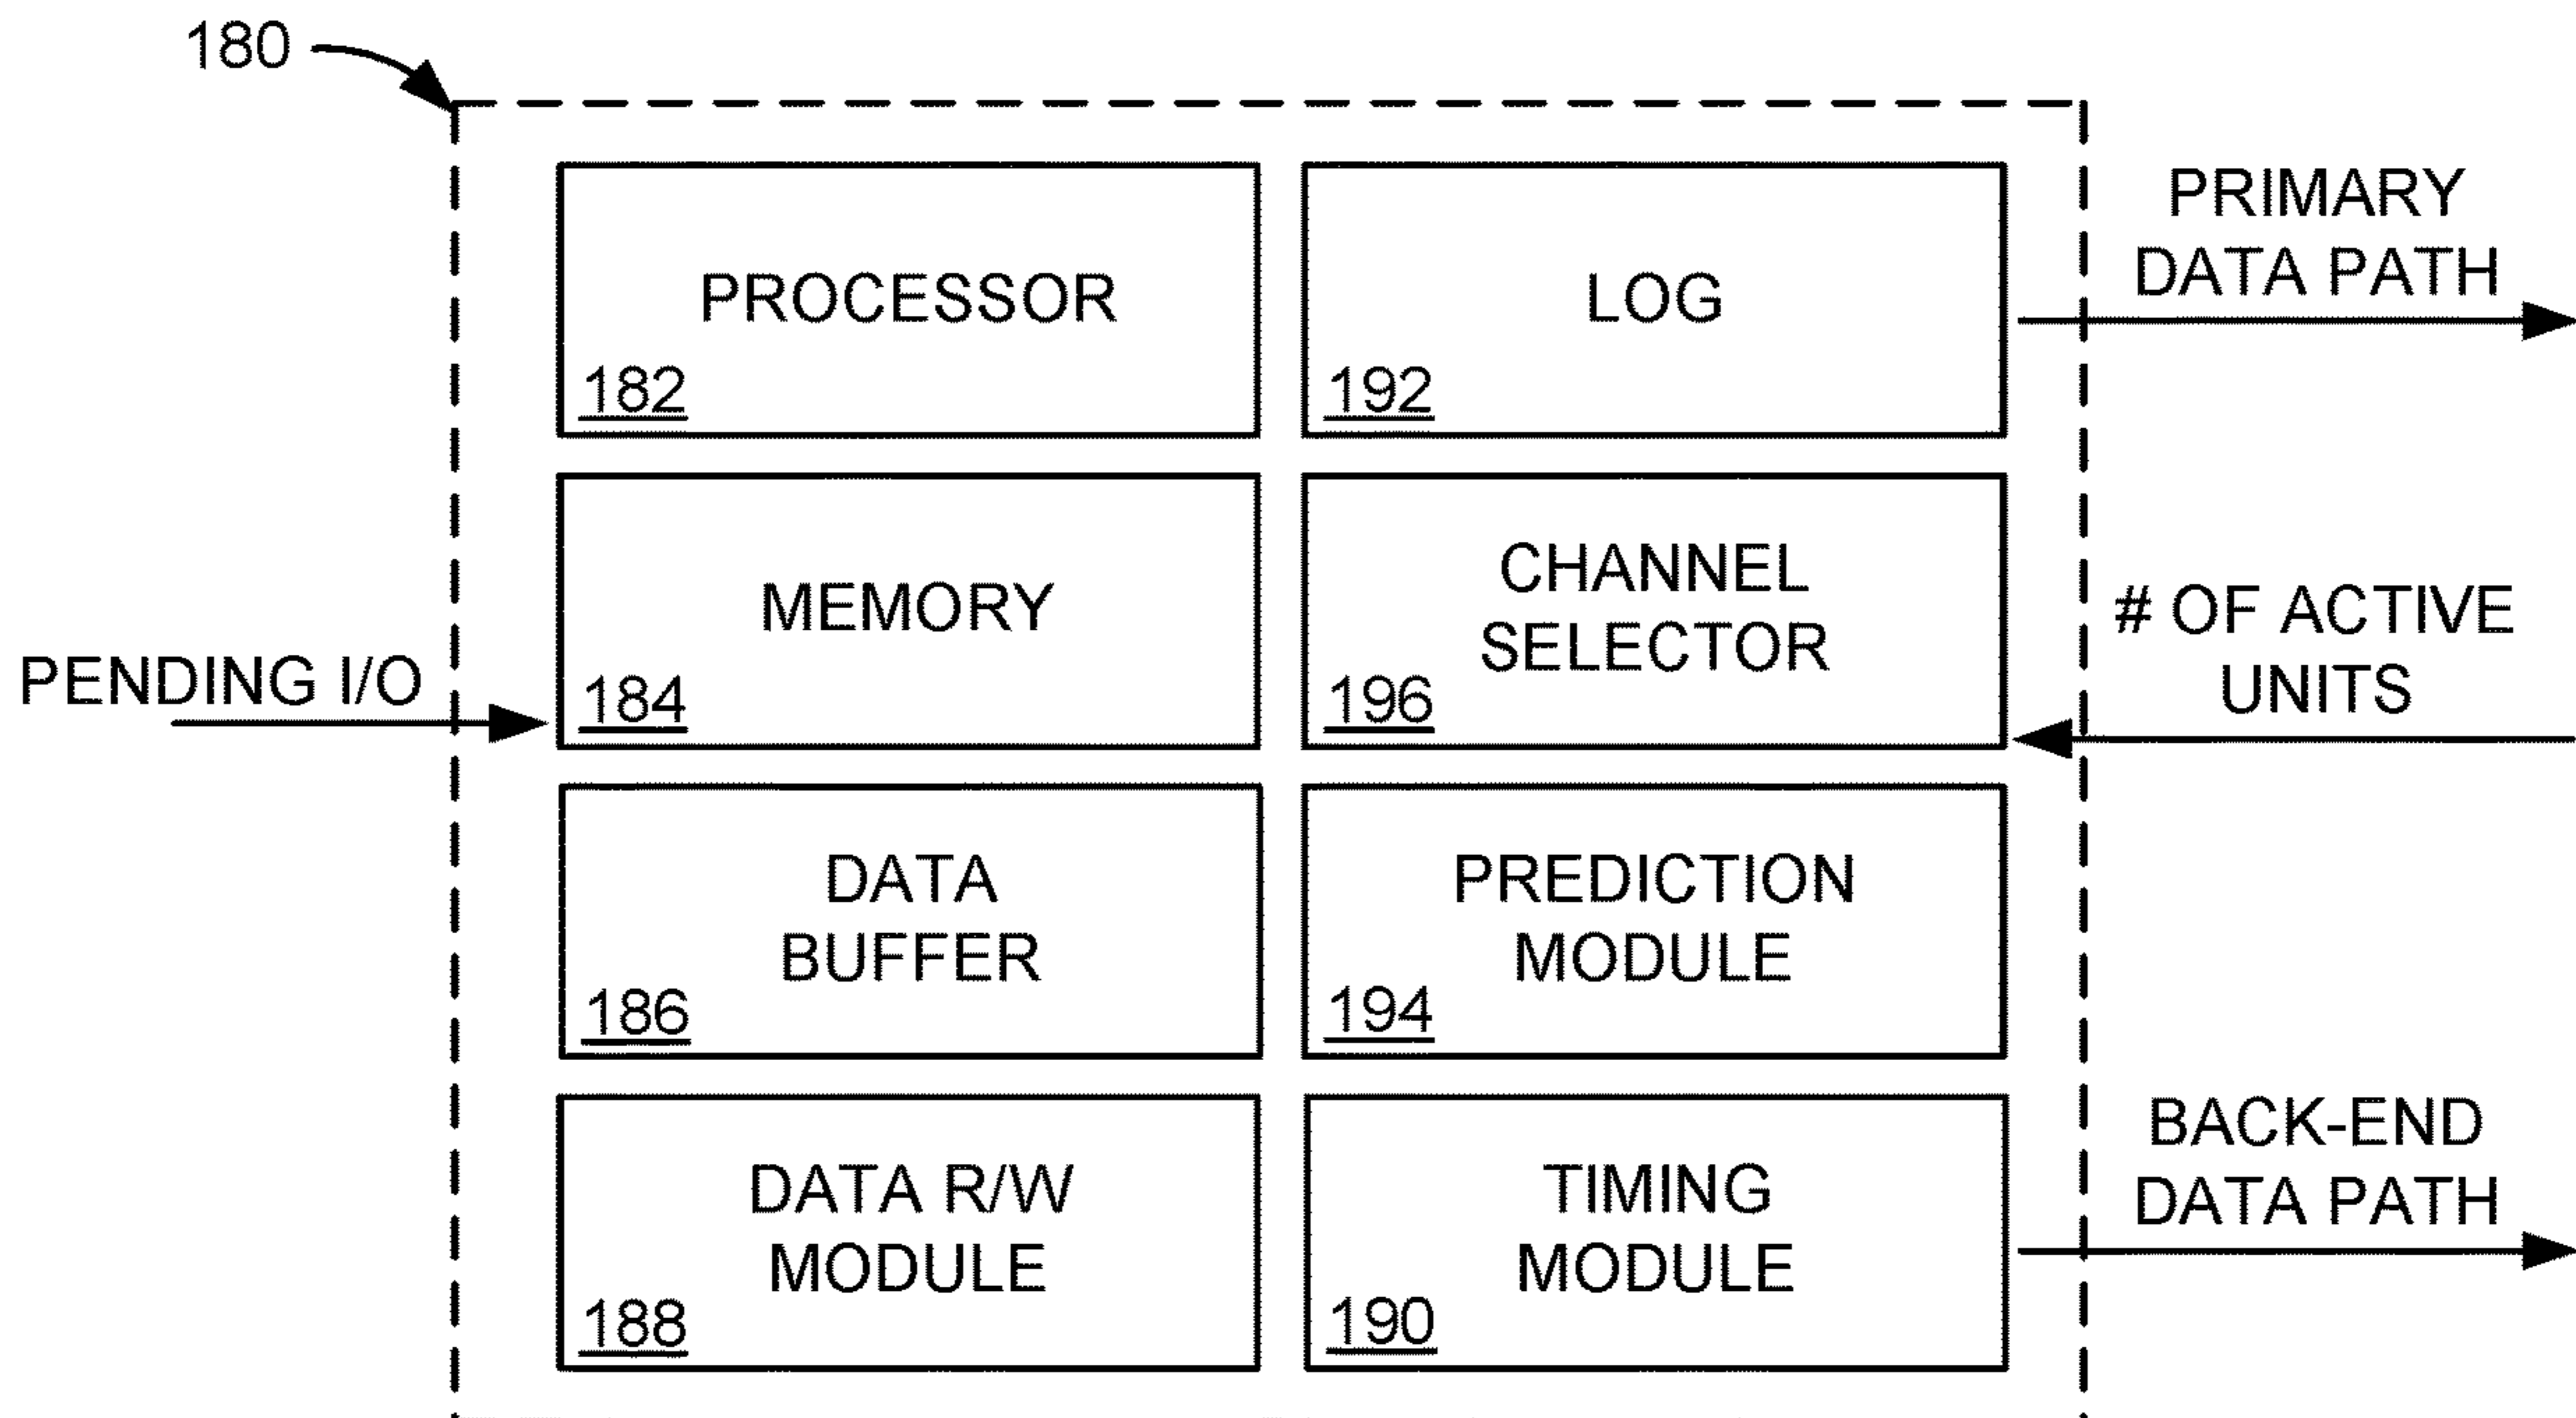 180
PROCESSOR
182
LOG
192
PRIMARY
DATA PATH
MEMORY
184
CHANNEL
SELECTOR
196
PENDING I/O
# OF ACTIVE
UNITS
DATA
BUFFER
186
PREDICTION
MODULE
194
DATA R/W
MODULE
188
TIMING
MODULE
190
BACK-END
DATA PATH